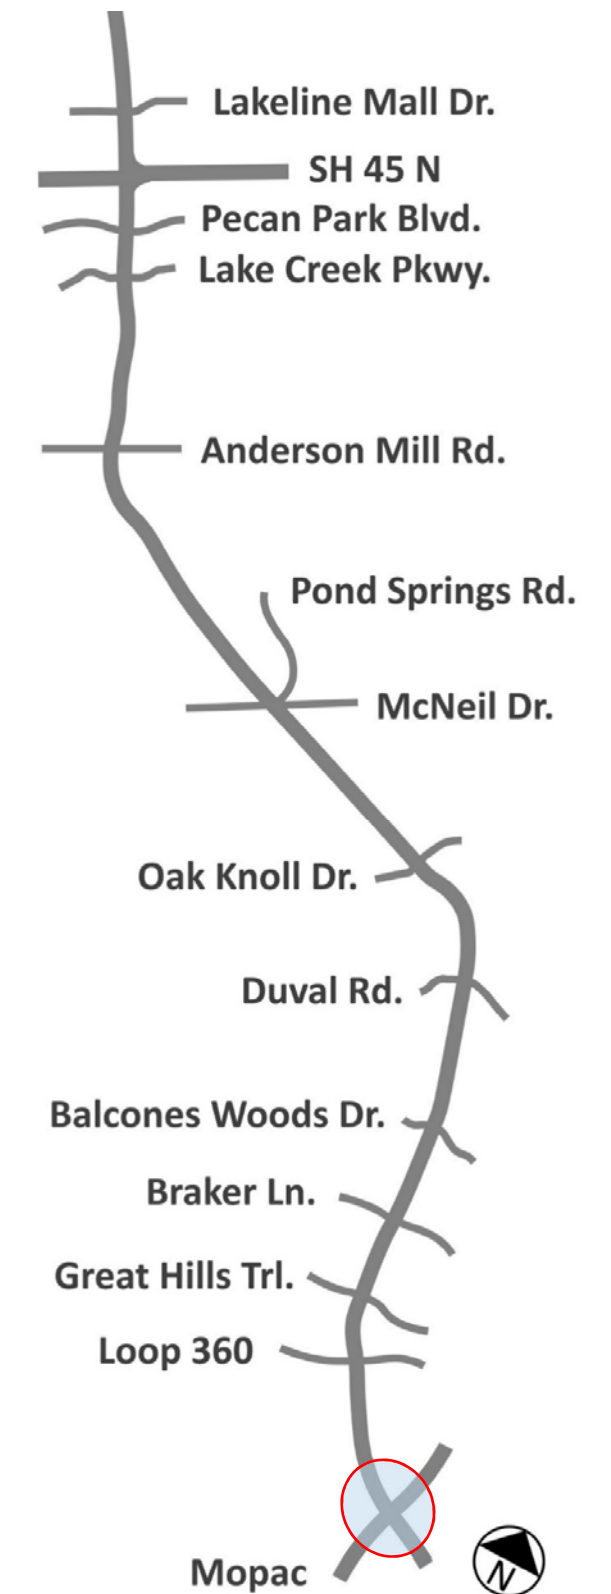 Lakeline Mall Dr.
SH 45 N
Pecan Park Blvd.
Lake Creek Pkwy.
Anderson Mill Rd.
Pond Springs Rd.
McNeil Dr.
Oak Knoll Dr.
Duval Rd.
Balcones Woods Dr.
Braker Ln.
Great Hills Trl.
Loop 360
Mopac
N